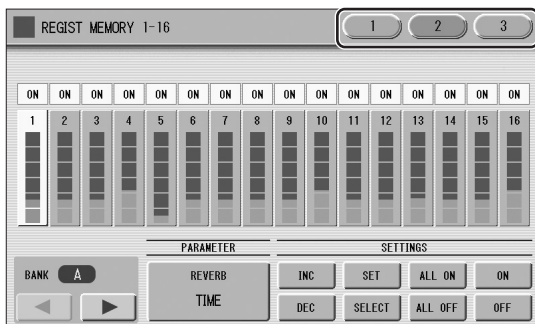 REGIST MEMORY 1-16 1 2 3
ON ON ON ON ON ON ON ON ON ON ON ON ON ON ON ON
1 2 3 4 5 6 7 8 9 10 11 12 13 14 15 16
PARAMETER SETTINGS
BANK A REVERB TIME INC SET ALL ON ON
DEC SELECT ALL OFF OFF